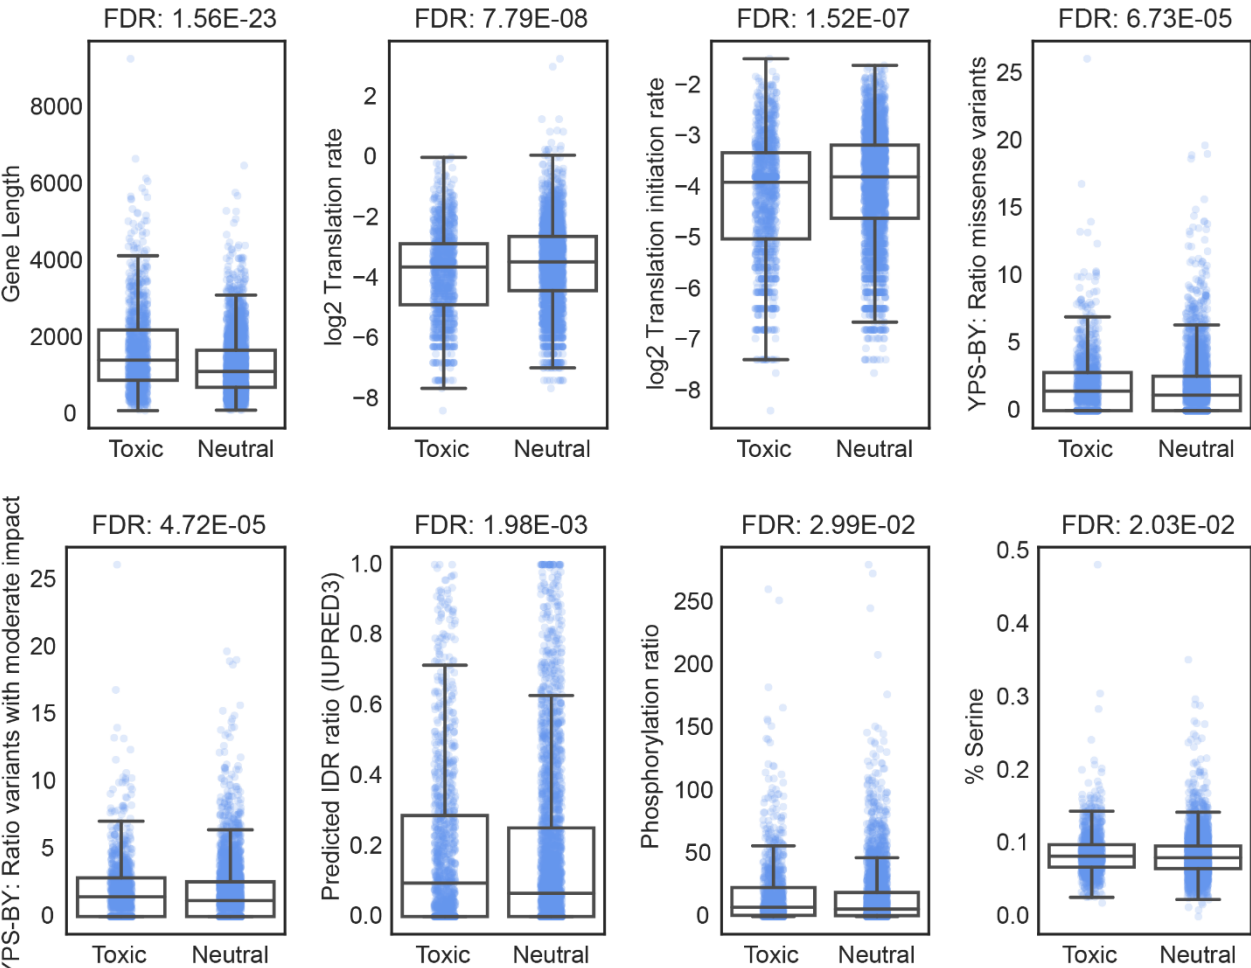 FDR: 1.56E-23
FDR: 7.79E-08
FDR: 1.52E-07
FDR: 6.73E-05
Gene Length
8000
6000
4000
2000
0
Toxic
Neutral
log2 Translation rate
2
0
−2
−4
−6
−8
Toxic
Neutral
log2 Translation initiation rate
−2
−3
−4
−5
−6
−7
−8
Toxic
Neutral
YPS-BY: Ratio missense variants
25
20
15
10
5
0
Toxic
Neutral
FDR: 4.72E-05
FDR: 1.98E-03
FDR: 2.99E-02
FDR: 2.03E-02
YPS-BY: Ratio variants with moderate impact
25
20
15
10
5
0
Toxic
Neutral
Predicted IDR ratio (IUPRED3)
1.0
0.8
0.6
0.4
0.2
0.0
Toxic
Neutral
Phosphorylation ratio
250
200
150
100
50
0
Toxic
Neutral
% Serine
0.5
0.4
0.3
0.2
0.1
0.0
Toxic
Neutral